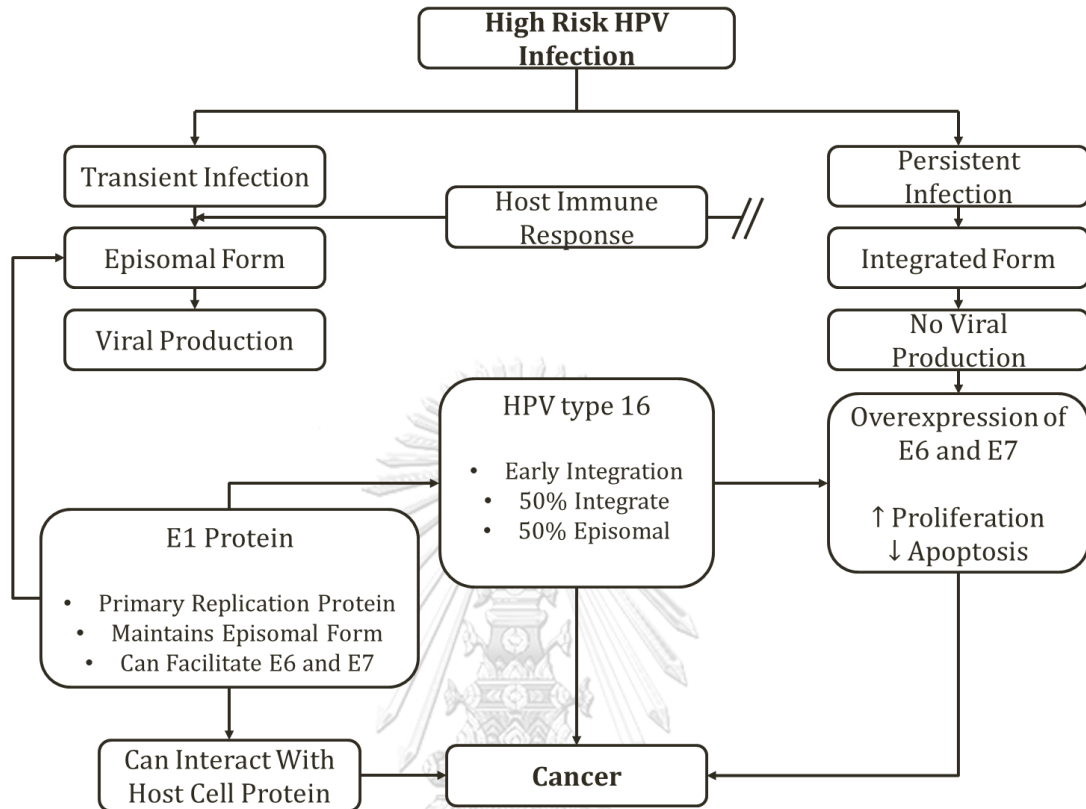 High Risk HPV
Infection
Transient Infection
Persistent
Infection
Host Immune
Response
Episomal Form
Integrated Form
Viral Production
No Viral
Production
HPV type 16
• Early Integration
• 50% Integrate
• 50% Episomal
Overexpression of
E6 and E7
↑ Proliferation
↓ Apoptosis
E1 Protein
• Primary Replication Protein
• Maintains Episomal Form
• Can Facilitate E6 and E7
Can Interact With
Host Cell Protein
Cancer